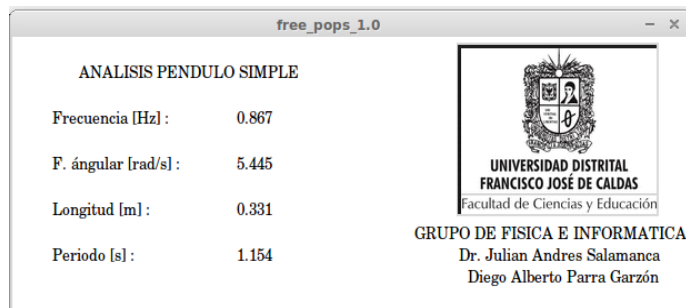 free_pops_1.0
ANALISIS PENDULO SIMPLE
Frecuencia [Hz] : 0.867
F. ángular [rad/s] : 5.445
Longitud [m] : 0.331
Periodo [s] : 1.154
UNIVERSIDAD DISTRITAL
FRANCISCO JOSÉ DE CALDAS
Facultad de Ciencias y Educación
GRUPO DE FISICA E INFORMATICA
Dr. Julian Andres Salamanca
Diego Alberto Parra Garzón